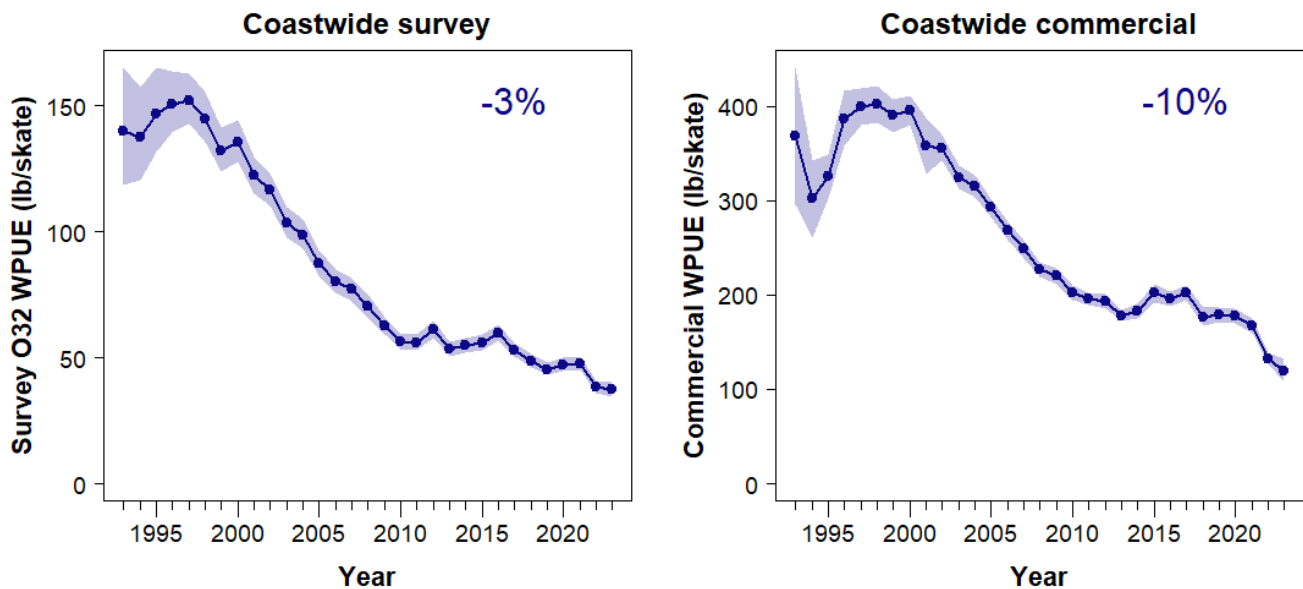 Coastwide survey
-3%
Survey O32 WPUE (lb/skate)
150
100
50
0
1995 2000 2005 2010 2015 2020
Year
Coastwide commercial
-10%
Commercial WPUE (lb/skate)
400
300
200
100
0
1995 2000 2005 2010 2015 2020
Year